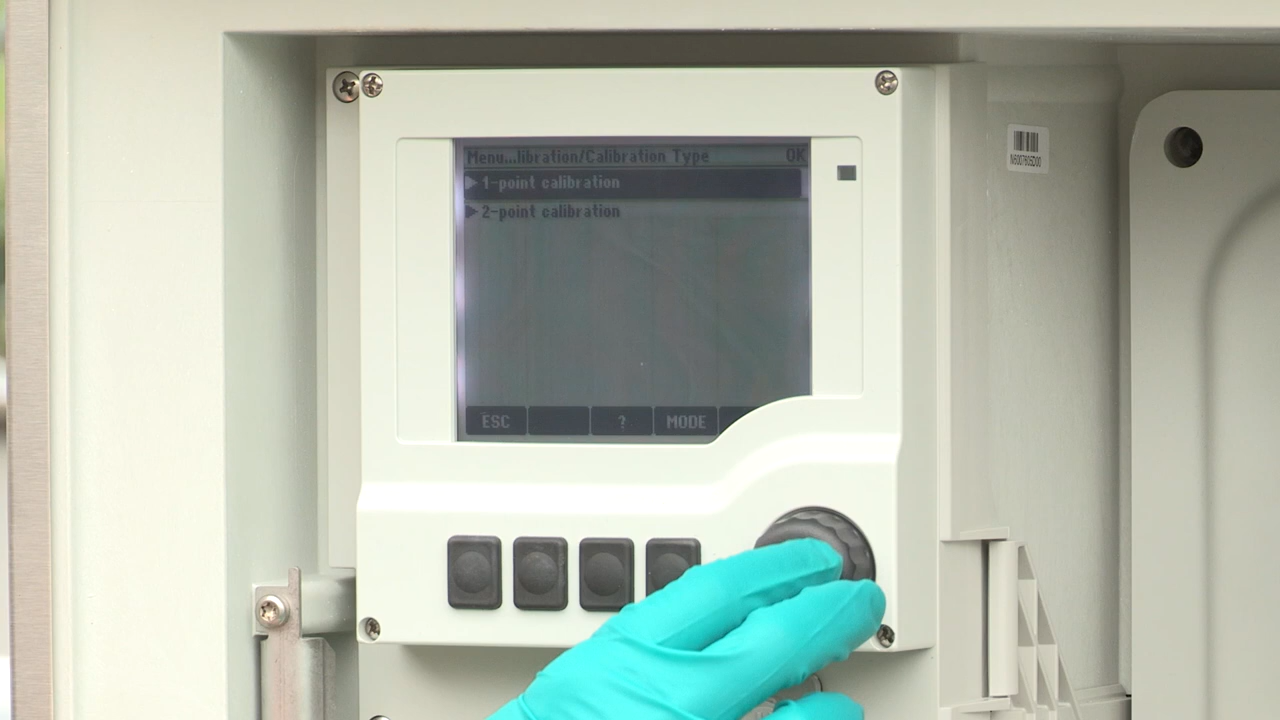 Menu...libration/Calibration Type OK
1-point calibration
2-point calibration
ESC ? MODE